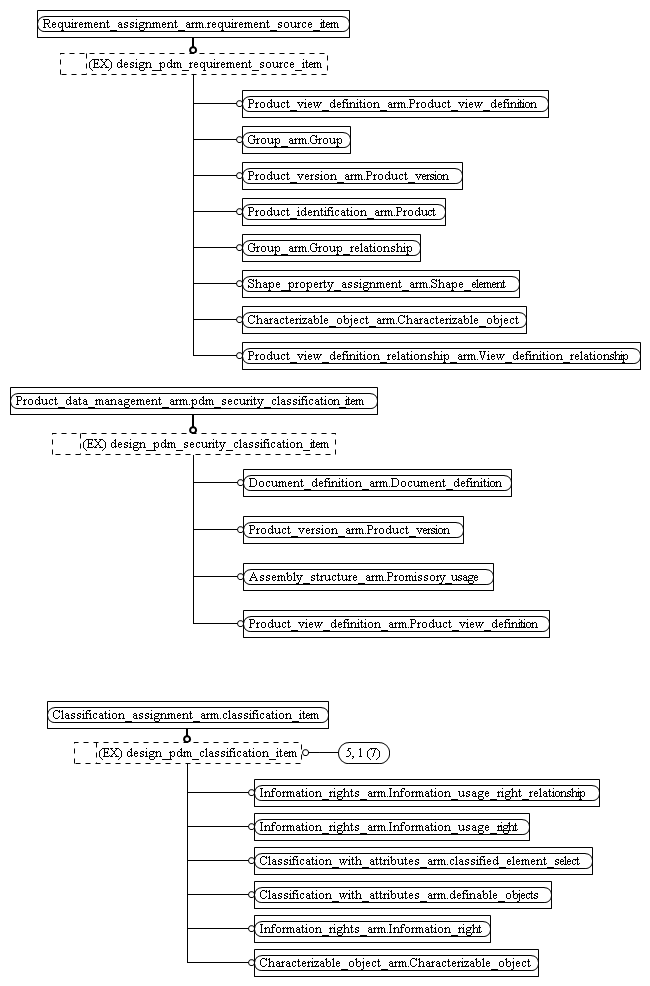 Requirement_assignment_arm.requirement_source_item
(EX) design_pdm_requirement_source_item
Product_view_definition_arm.Product_view_definition
Group_arm.Group
Product_version_arm.Product_version
Product_identification_arm.Product
Group_arm.Group_relationship
Shape_property_assignment_arm.Shape_element
Characterizable_object_arm.Characterizable_object
Product_view_definition_relationship_arm.View_definition_relationship
Product_data_management_arm.pdm_security_classification_item
(EX) design_pdm_security_classification_item
Document_definition_arm.Document_definition
Product_version_arm.Product_version
Assembly_structure_arm.Promissory_usage
Product_view_definition_arm.Product_view_definition
Classification_assignment_arm.classification_item
(EX) design_pdm_classification_item
5, 1 (7)
Information_rights_arm.Information_usage_right_relationship
Information_rights_arm.Information_usage_right
Classification_with_attributes_arm.classified_element_select
Classification_with_attributes_arm.definable_objects
Information_rights_arm.Information_right
Characterizable_object_arm.Characterizable_object